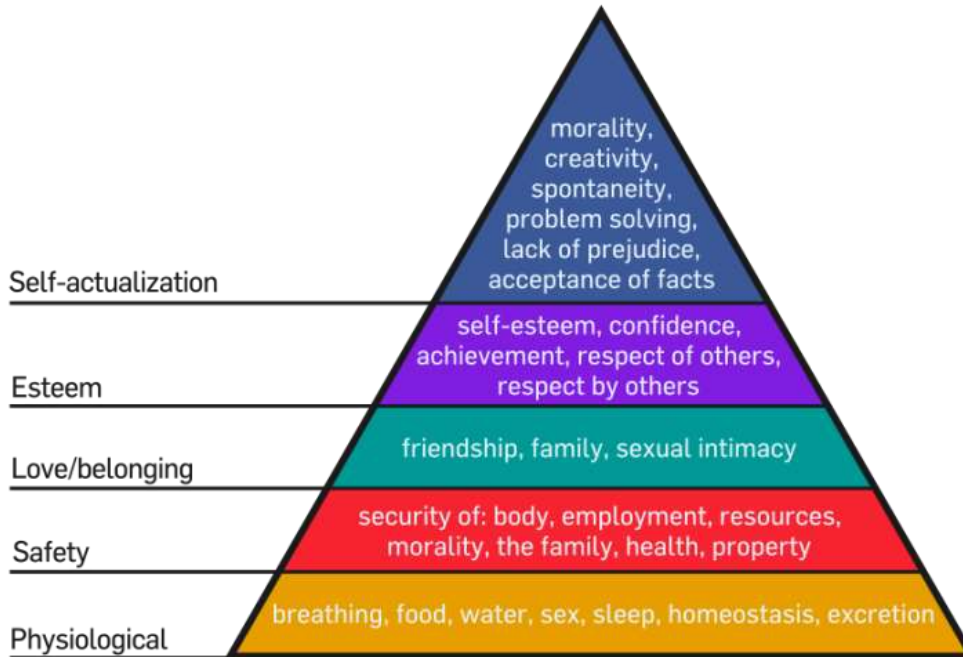 morality,
creativity,
spontaneity,
problem solving,
lack of prejudice,
acceptance of facts
Self-actualization
self-esteem, confidence,
achievement, respect of others,
respect by others
Esteem
friendship, family, sexual intimacy
Love/belonging
security of: body, employment, resources,
morality, the family, health, property
Safety
breathing, food, water, sex, sleep, homeostasis, excretion
Physiological